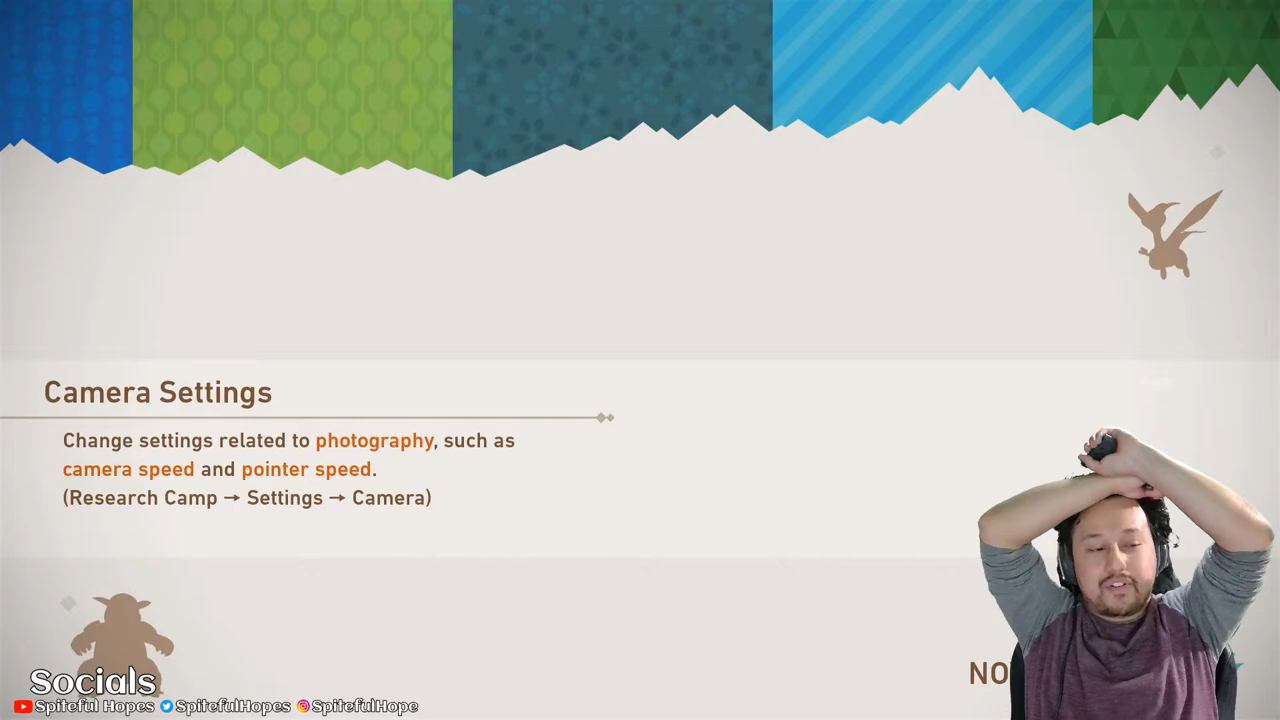 Camera Settings
Change settings related to photography, such as
camera speed and pointer speed.
(Research Camp → Settings → Camera)
NO
Socials
Spiteful Hopes SpitefulHopes SpitefulHope